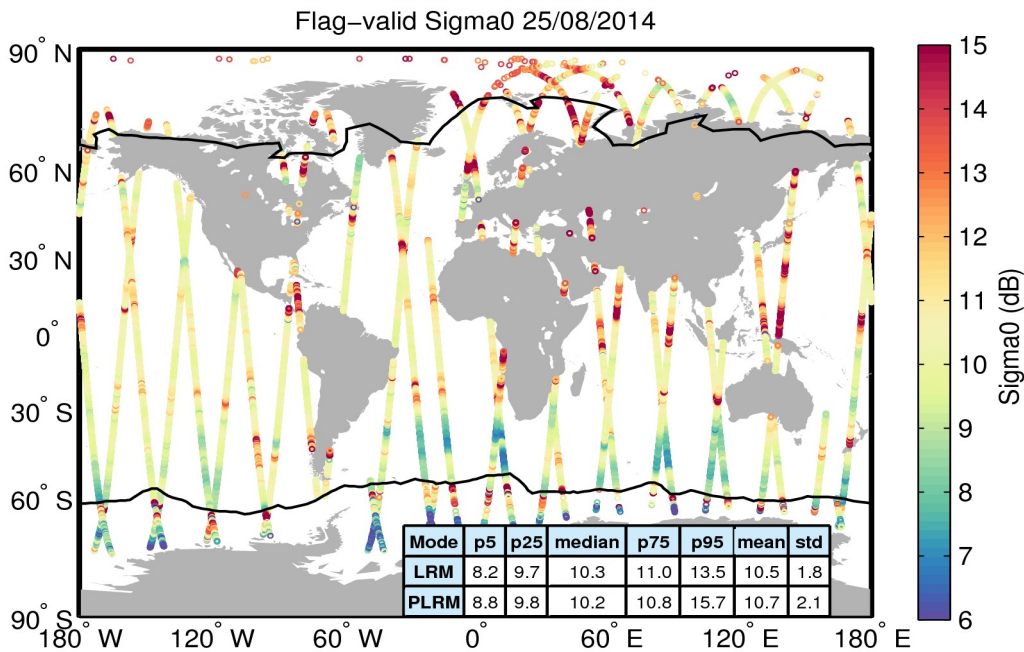 Flag−valid Sigma0 25/08/2014
90° N
60° N
30° N
0°
30° S
60° S
90° S
180° W
120° W
60° W
0°
60° E
120° E
180° E
Mode p5 p25 median p75 p95 mean std
LRM 8.2 9.7 10.3 11.0 13.5 10.5 1.8
PLRM 8.8 9.8 10.2 10.8 15.7 10.7 2.1
15
14
13
12
11
10
9
8
7
6
Sigma0 (dB)